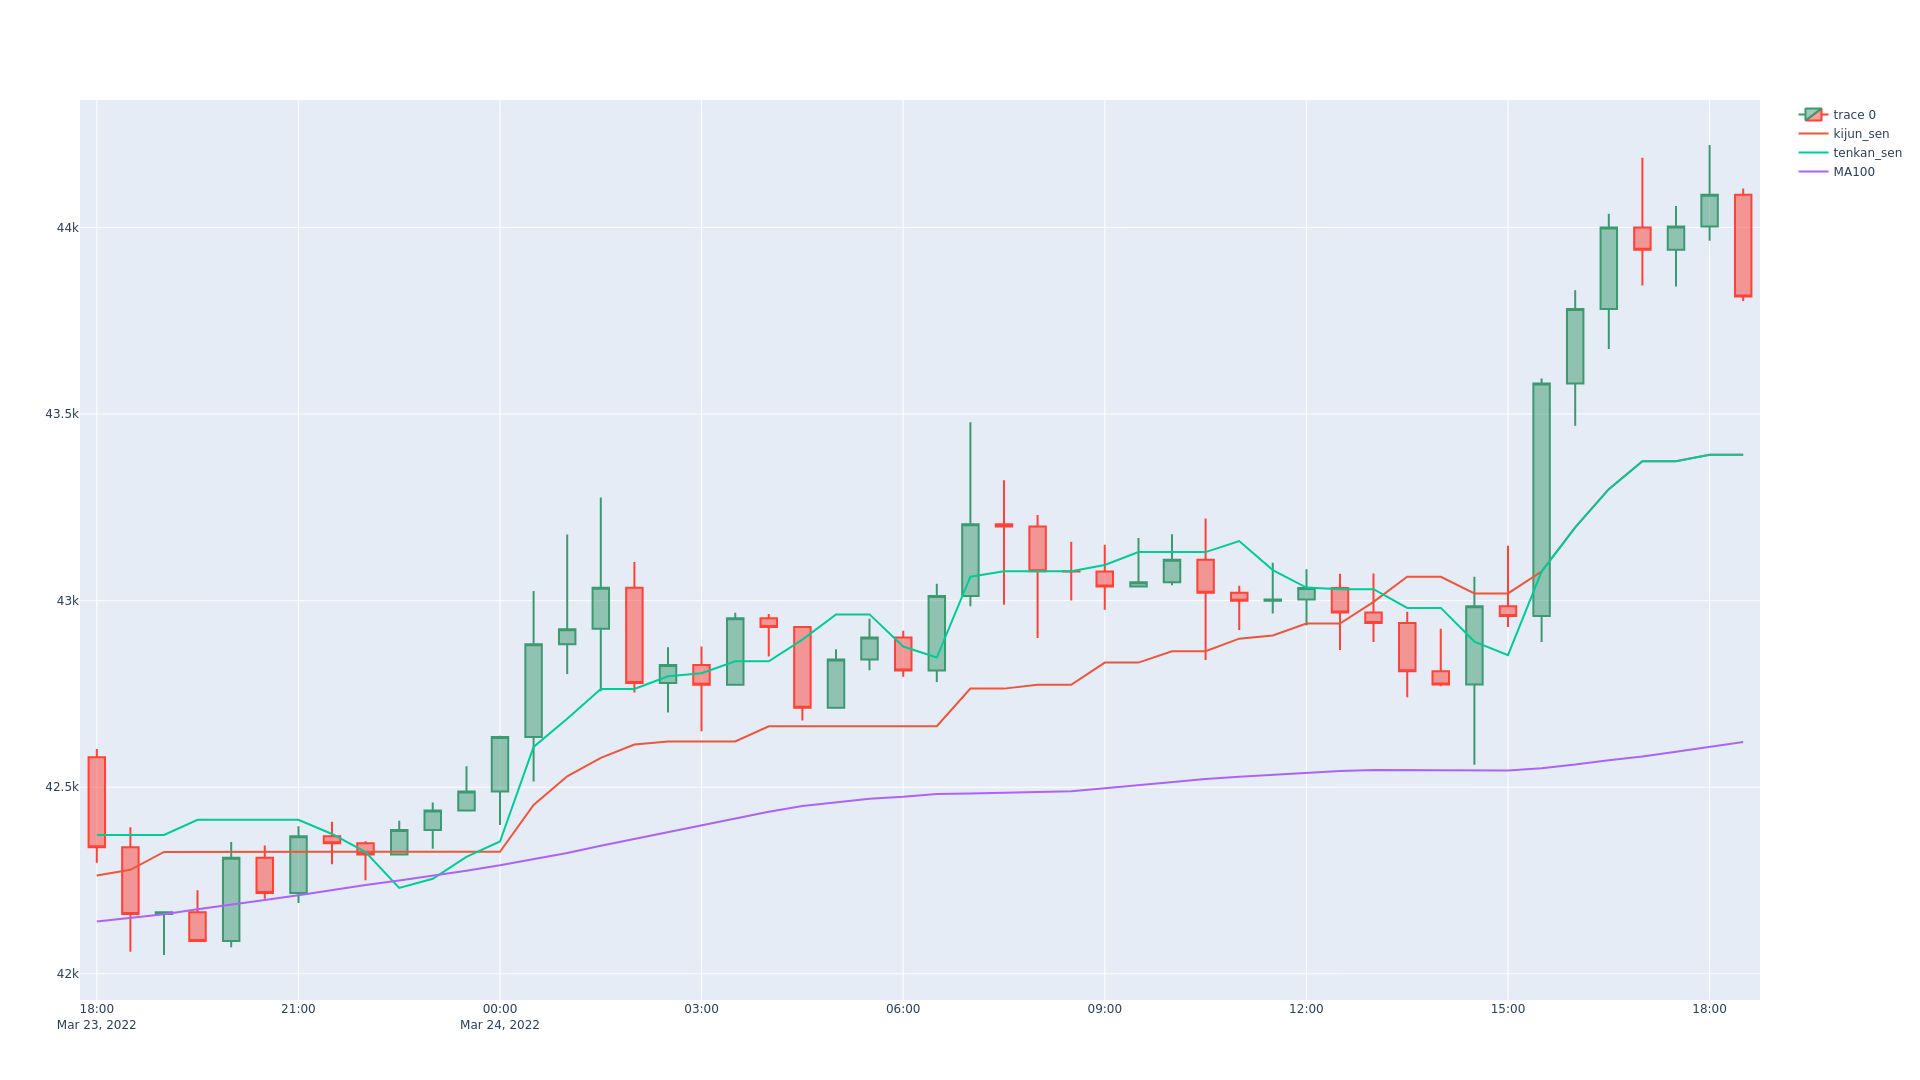 trace 0
kijun_sen
tenkan_sen
MA100
44k
43.5k
43k
42.5k
42k
18:00 21:00 00:00 03:00 06:00 09:00 12:00 15:00 18:00
Mar 23, 2022 Mar 24, 2022